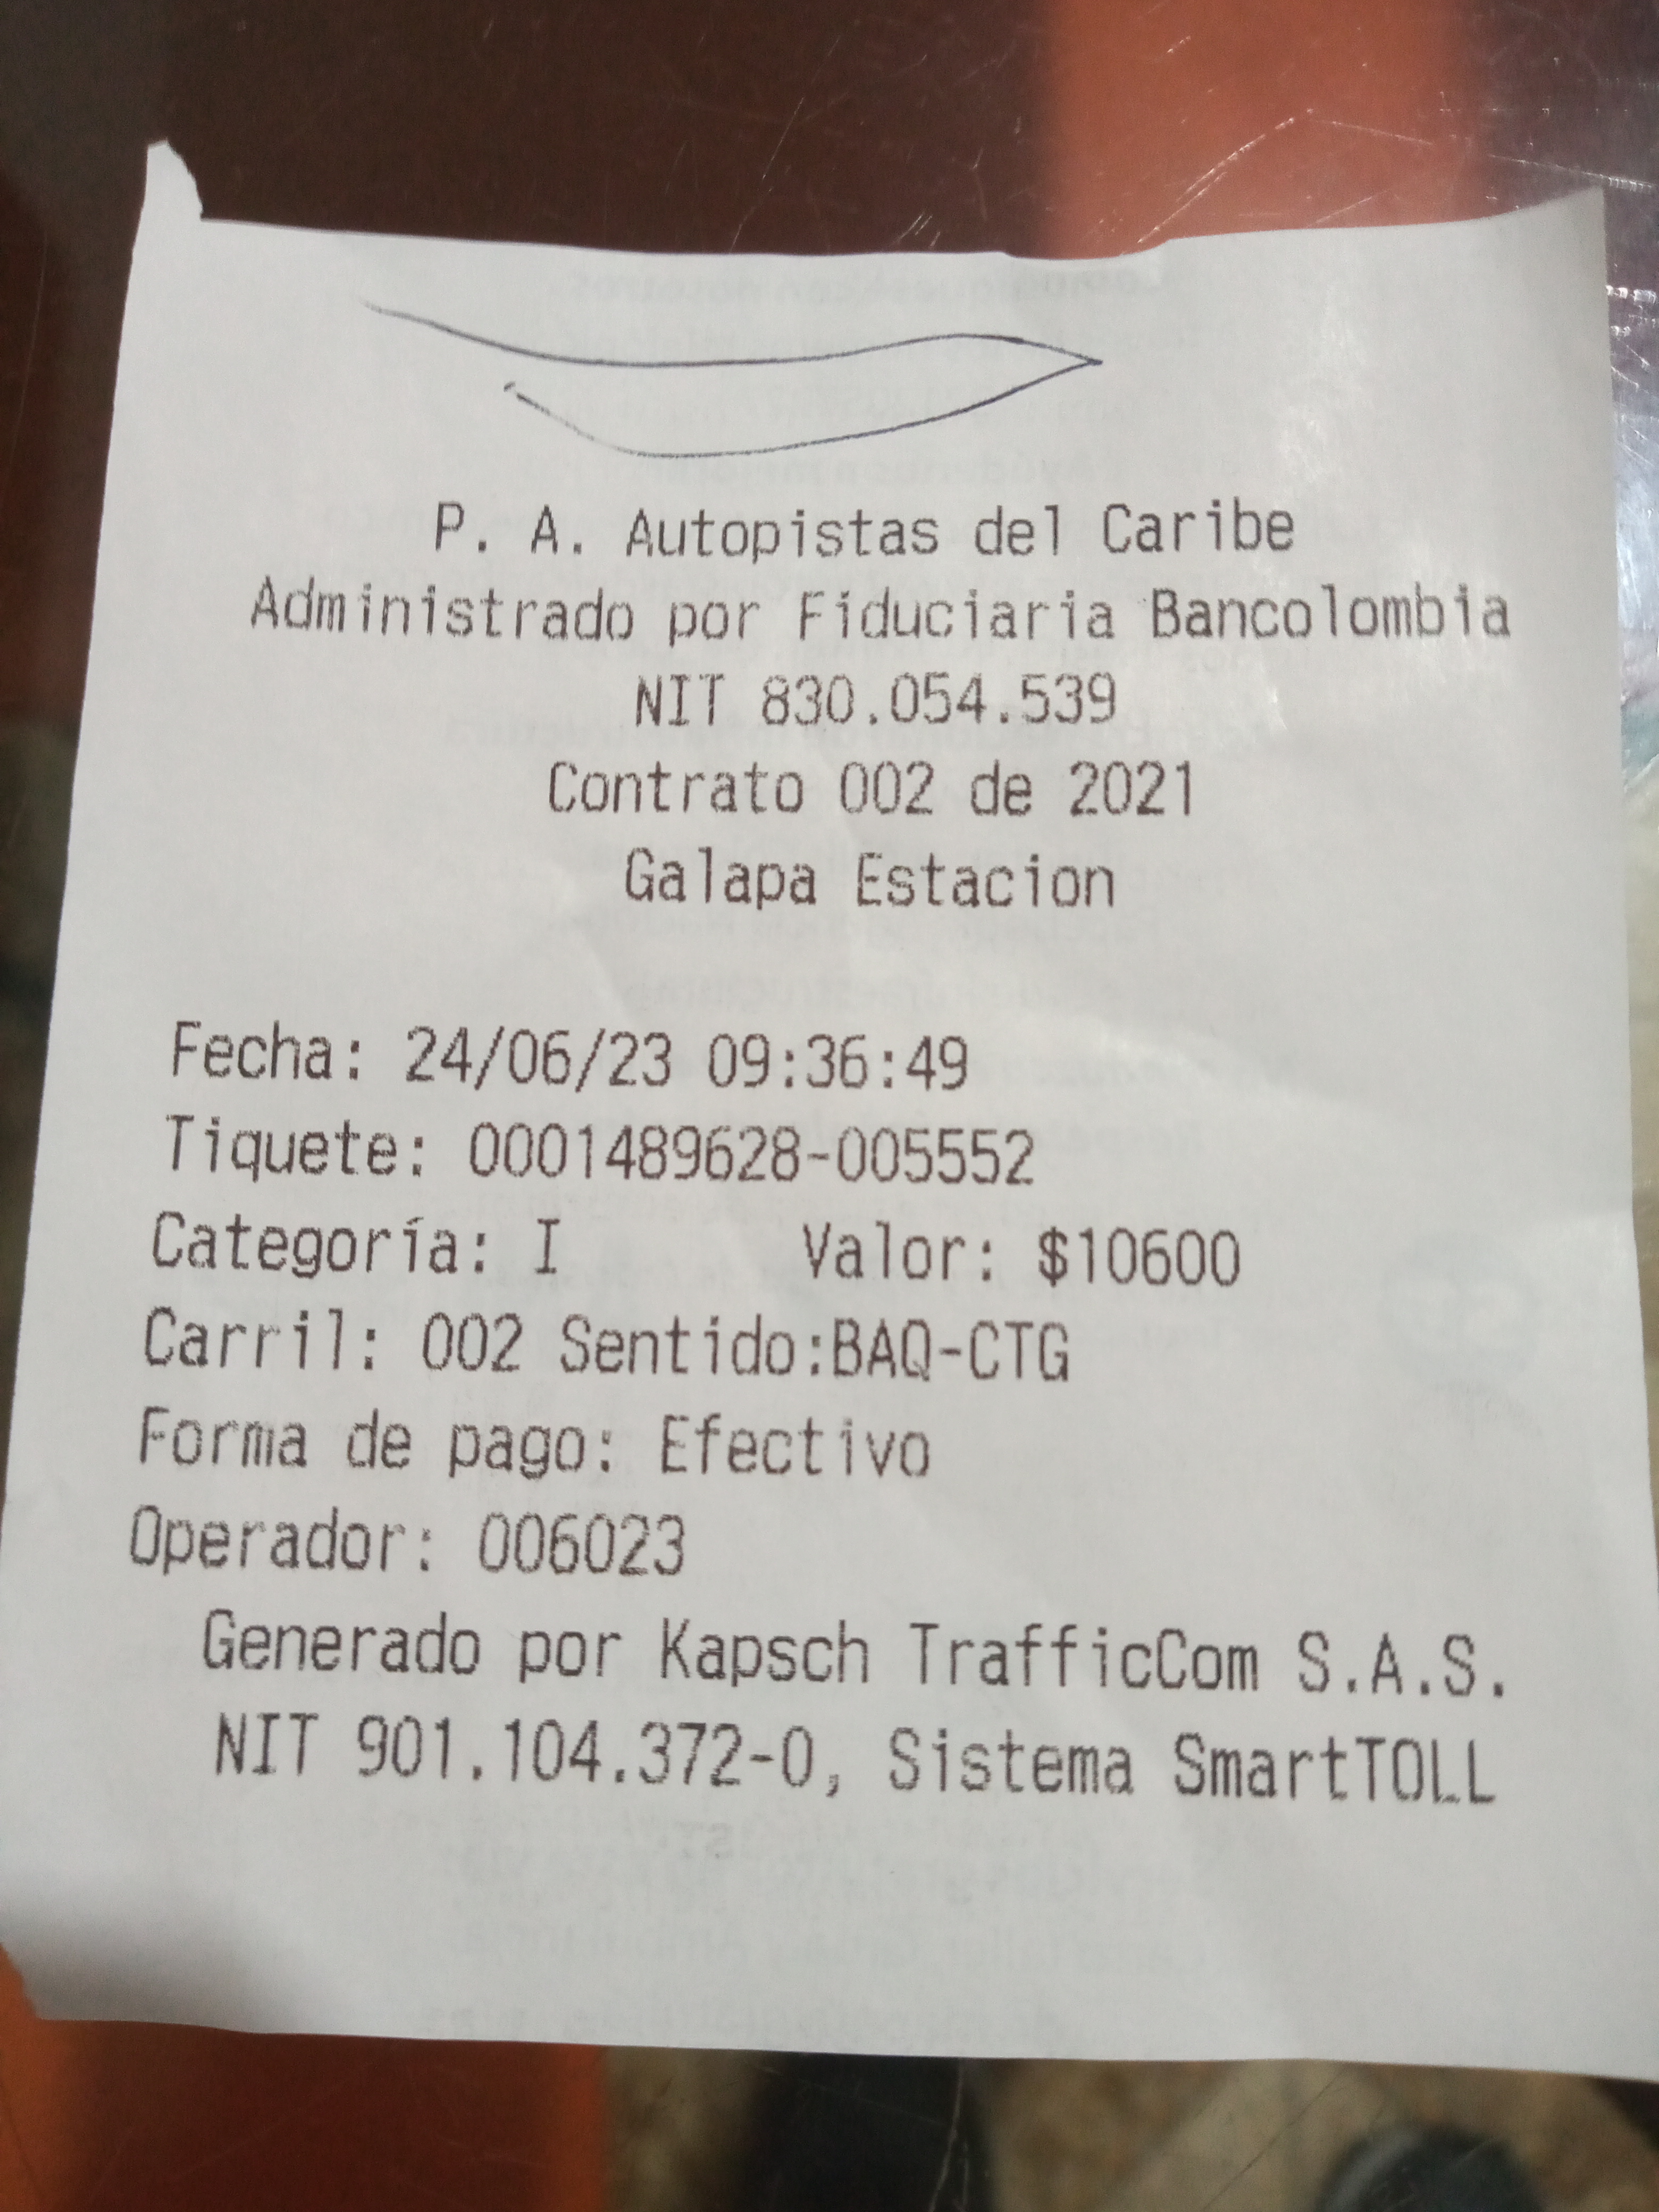 P. A. Autopistas del Caribe
Administrado por Fiduciaria Bancolombia
NIT 830.054.539
Contrato 002 de 2021
Galapa Estacion
Fecha: 24/06/23 09:36:49
Tiquete: 0001489628-005552
Categoría: I Valor: $10600
Carril: 002 Sentido:BAQ-CTG
Forma de pago: Efectivo
Operador: 006023
Generado por Kapsch TrafficCom S.A.S.
NIT 901.104.372-0, Sistema SmartTOLL